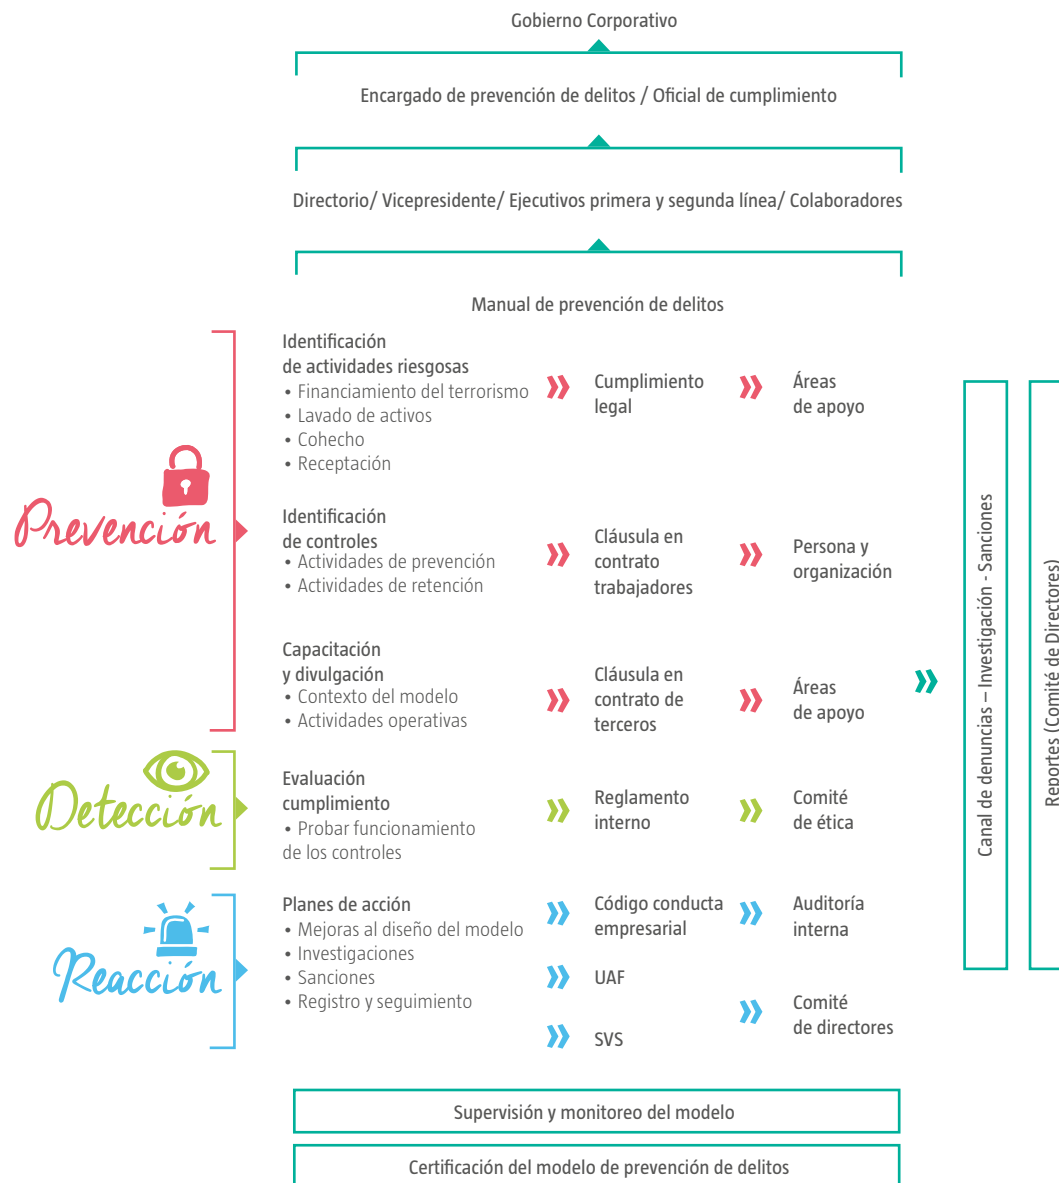 Gobierno Corporativo
Encargado de prevención de delitos / Oficial de cumplimiento
Directorio/ Vicepresidente/ Ejecutivos primera y segunda línea/ Colaboradores
Manual de prevención de delitos
Prevención
Identificación
de actividades riesgosas
• Financiamiento del terrorismo
• Lavado de activos
• Cohecho
• Receptación
Cumplimiento
legal
Áreas
de apoyo
Identificación
de controles
• Actividades de prevención
• Actividades de retención
Cláusula en
contrato
trabajadores
Persona y
organización
Capacitación
y divulgación
• Contexto del modelo
• Actividades operativas
Cláusula en
contrato de
terceros
Áreas
de apoyo
Detección
Evaluación
cumplimiento
• Probar funcionamiento
de los controles
Reglamento
interno
Comité
de ética
Reacción
Planes de acción
• Mejoras al diseño del modelo
• Investigaciones
• Sanciones
• Registro y seguimiento
Código conducta
empresarial
UAF
SVS
Auditoría
interna
Comité
de directores
Canal de denuncias – Investigación - Sanciones
Reportes (Comité de Directores)
Supervisión y monitoreo del modelo
Certificación del modelo de prevención de delitos